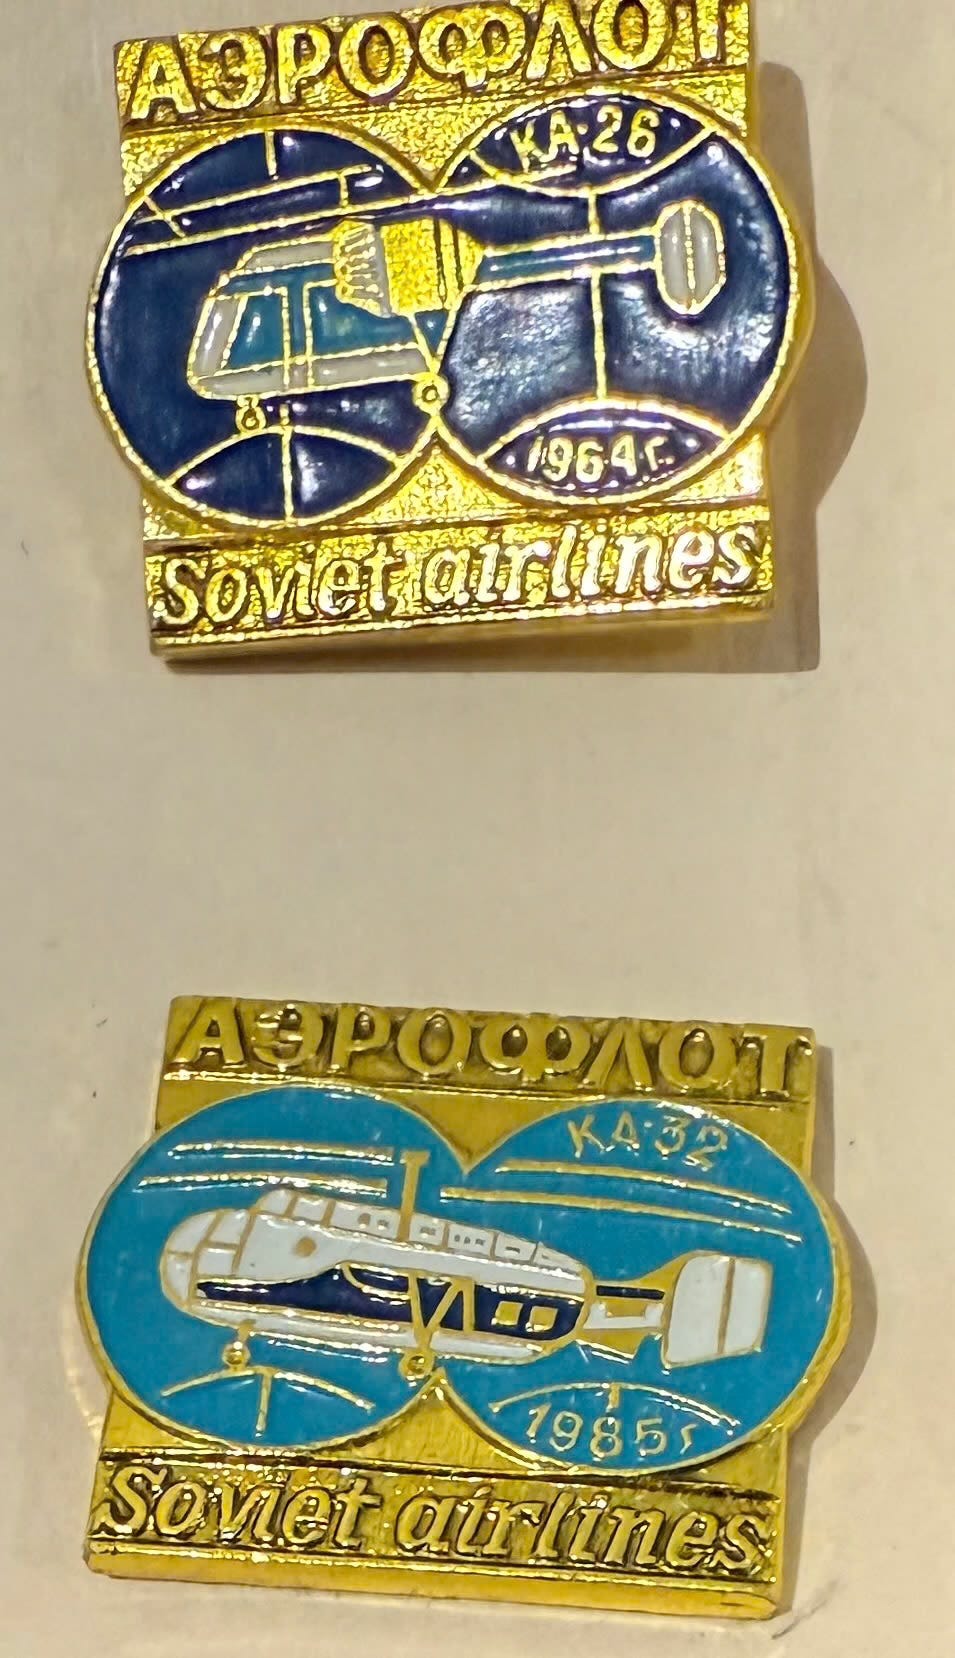 АЭРОФЛОТ
КА-26
1964г.
Soviet airlines
АЭРОФЛОТ
КА-32
1985г
Soviet airlines